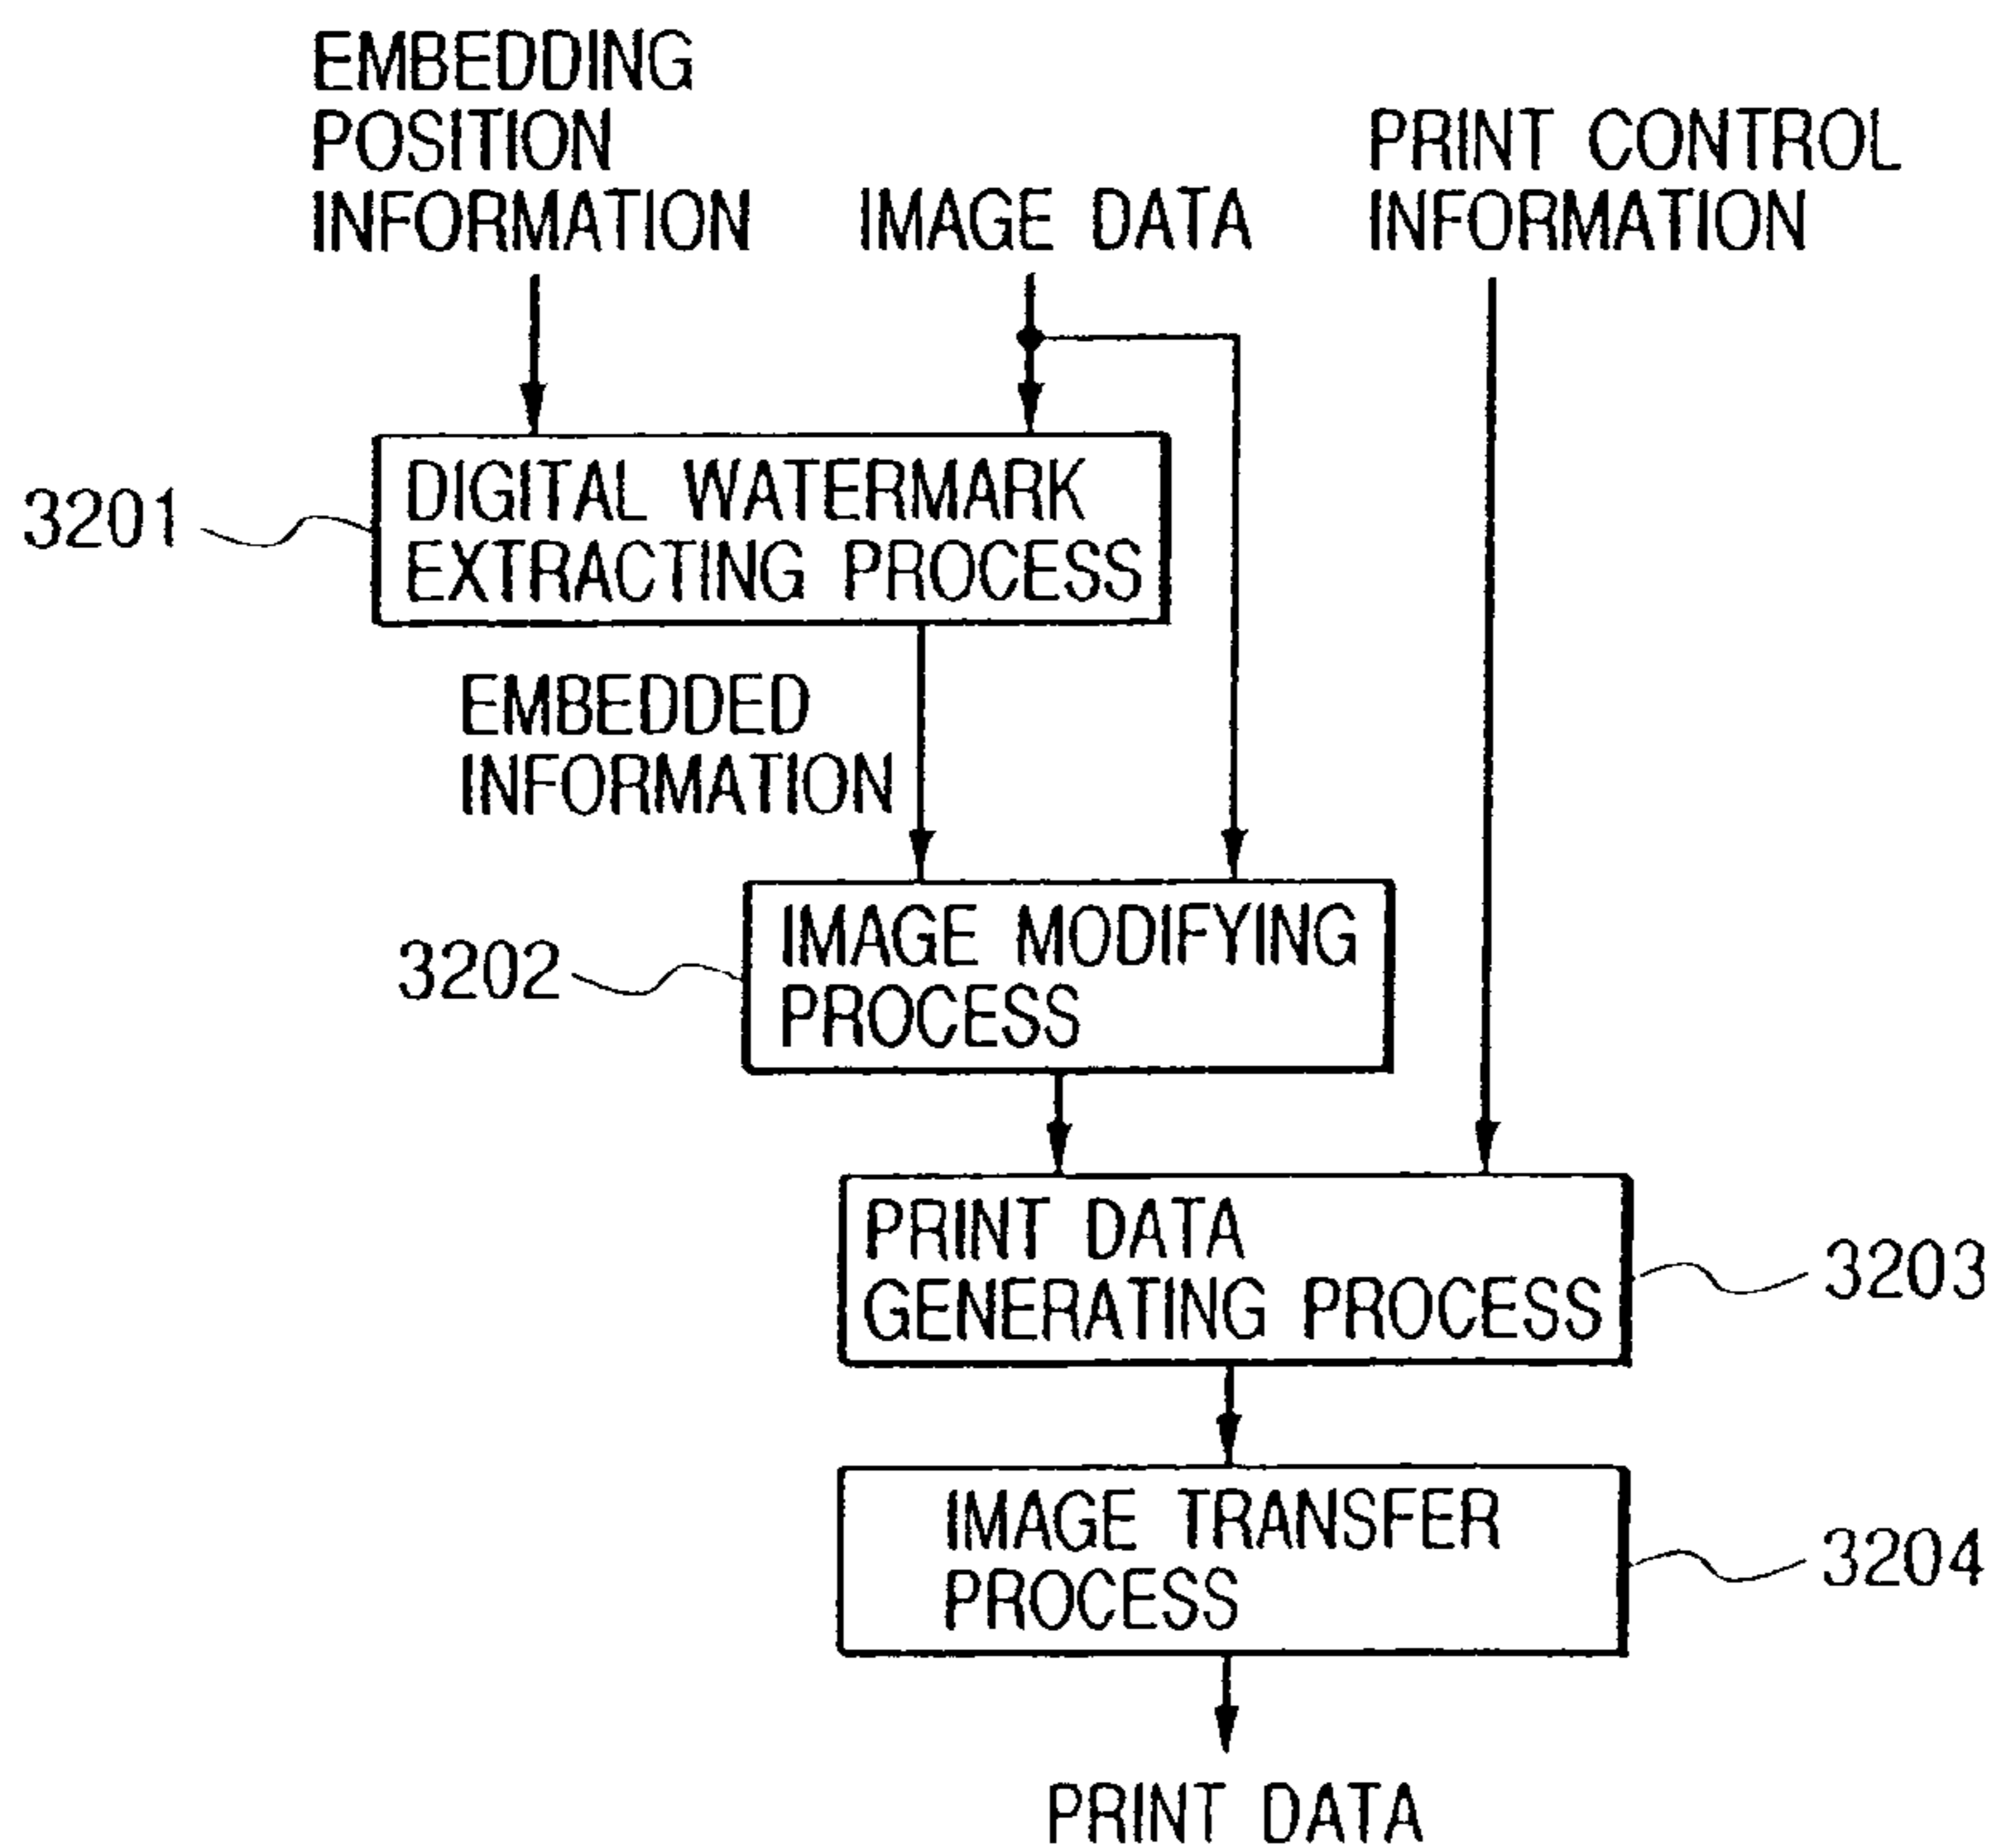 EMBEDDING
POSITION
INFORMATION
IMAGE DATA
PRINT CONTROL
INFORMATION
3201
DIGITAL WATERMARK
EXTRACTING PROCESS
EMBEDDED
INFORMATION
3202
IMAGE MODIFYING
PROCESS
PRINT DATA
GENERATING PROCESS
3203
IMAGE TRANSFER
PROCESS
3204
PRINT DATA